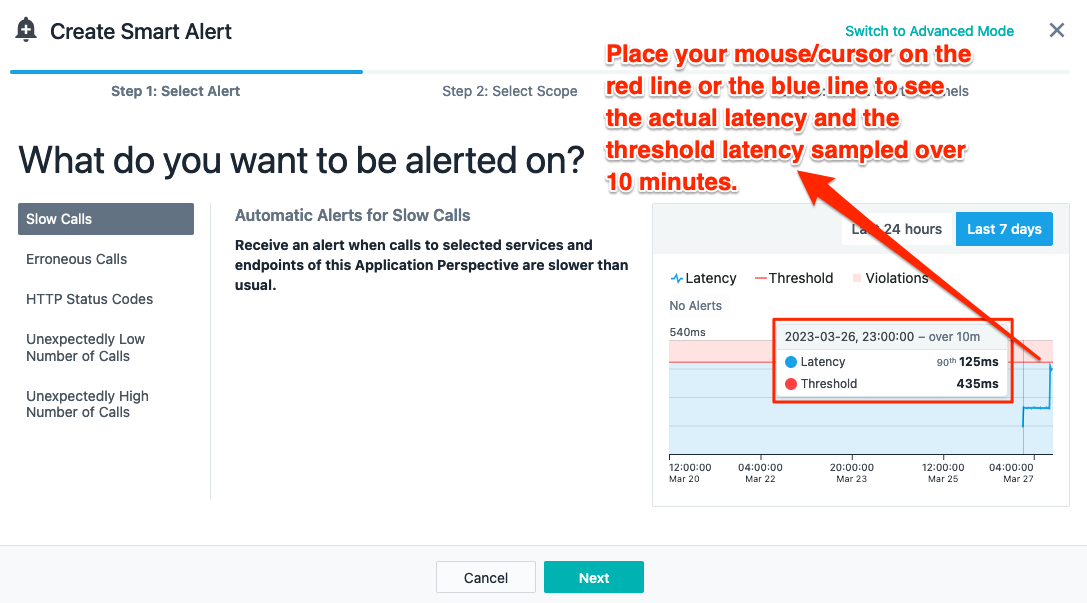 Create Smart Alert
Switch to Advanced Mode
Place your mouse/cursor on the
red line or the blue line to see
the actual latency and the
threshold latency sampled over
10 minutes.
Step 1: Select Alert
Step 2: Select Scope
What do you want to be alerted on?
Slow Calls
Erroneous Calls
HTTP Status Codes
Unexpectedly Low
Number of Calls
Unexpectedly High
Number of Calls
Automatic Alerts for Slow Calls
Receive an alert when calls to selected services and
endpoints of this Application Perspective are slower than
usual.
Last 24 hours
Last 7 days
Latency
Threshold
Violations
No Alerts
540ms
2023-03-26, 23:00:00 – over 10m
Latency 90th 125ms
Threshold 435ms
12:00:00 04:00:00 20:00:00 12:00:00 04:00:00
Mar 20 Mar 22 Mar 23 Mar 25 Mar 27
Cancel
Next